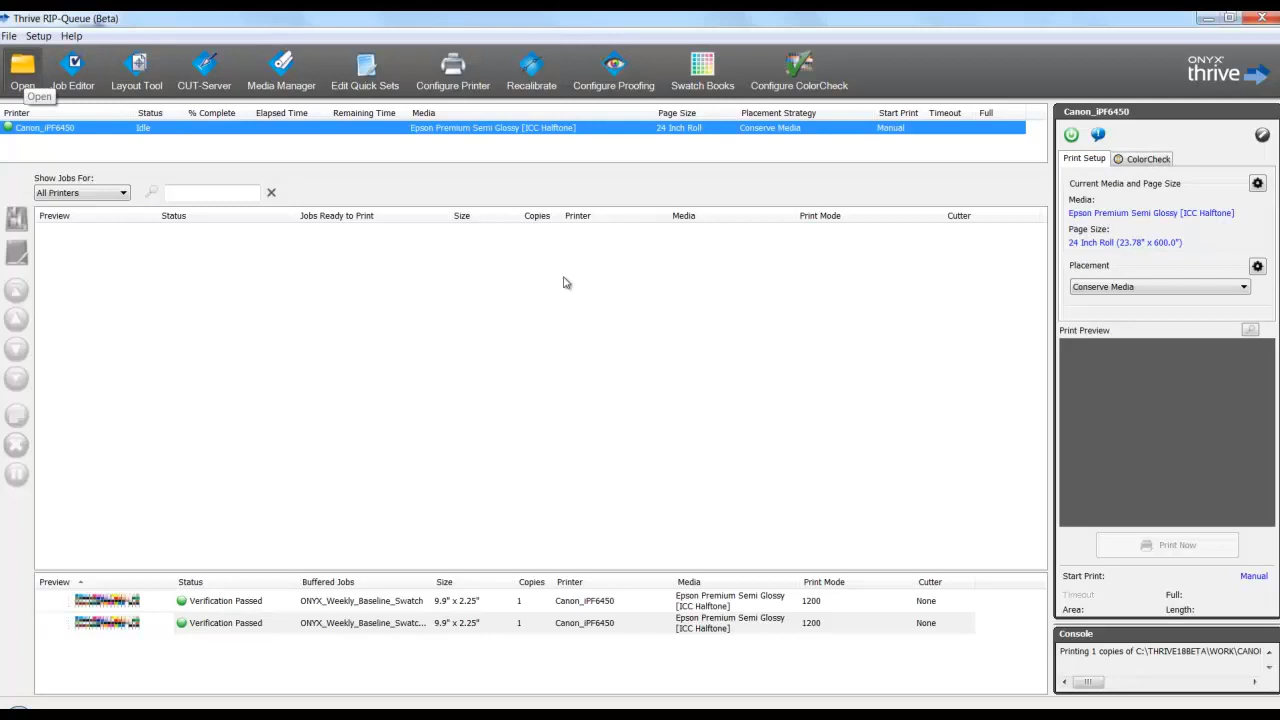 Thrive RIP-Queue (Beta)
File Setup Help
Open Job Editor Layout Tool CUT-Server Media Manager Edit Quick Sets Configure Printer Recalibrate Configure Proofing Swatch Books Configure ColorCheck
ONYX
thrive
Open
Printer Status % Complete Elapsed Time Remaining Time Media Page Size Placement Strategy Start Print Timeout Full
Canon_iPF6450 Idle Epson Premium Semi Glossy [ICC Halftone] 24 Inch Roll Conserve Media Manual
Show Jobs For:
All Printers
Preview Status Jobs Ready to Print Size Copies Printer Media Print Mode Cutter
Preview Status Buffered Jobs Size Copies Printer Media Print Mode Cutter
Verification Passed ONYX_Weekly_Baseline_Swatch 9.9" x 2.25" 1 Canon_iPF6450 Epson Premium Semi Glossy [ICC Halftone] 1200 None
Verification Passed ONYX_Weekly_Baseline_Swatc... 9.9" x 2.25" 1 Canon_iPF6450 Epson Premium Semi Glossy [ICC Halftone] 1200 None
Canon_iPF6450
Print Setup ColorCheck
Current Media and Page Size
Media:
Epson Premium Semi Glossy [ICC Halftone]
Page Size:
24 Inch Roll (23.78" x 600.0")
Placement
Conserve Media
Print Preview
Print Now
Start Print: Manual
Timeout Full:
Area: Length:
Console
Printing 1 copies of C:\THRIVE18BETA\WORK\CANO